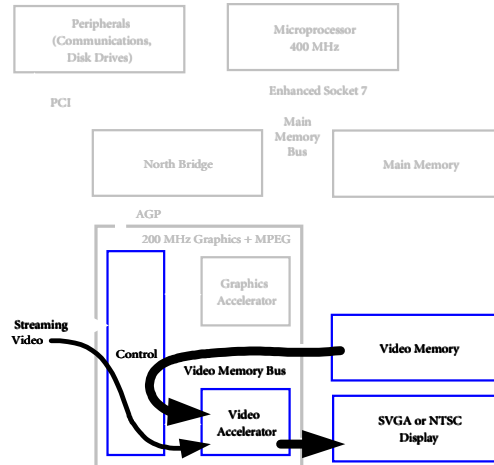 Peripherals
(Communications,
Disk Drives)
Microprocessor
400 MHz
PCI
Enhanced Socket 7
Main
Memory
Bus
North Bridge
Main Memory
AGP
200 MHz Graphics + MPEG
Graphics
Accelerator
Streaming
Video
Control
Video Memory Bus
Video Memory
Video
Accelerator
SVGA or NTSC
Display